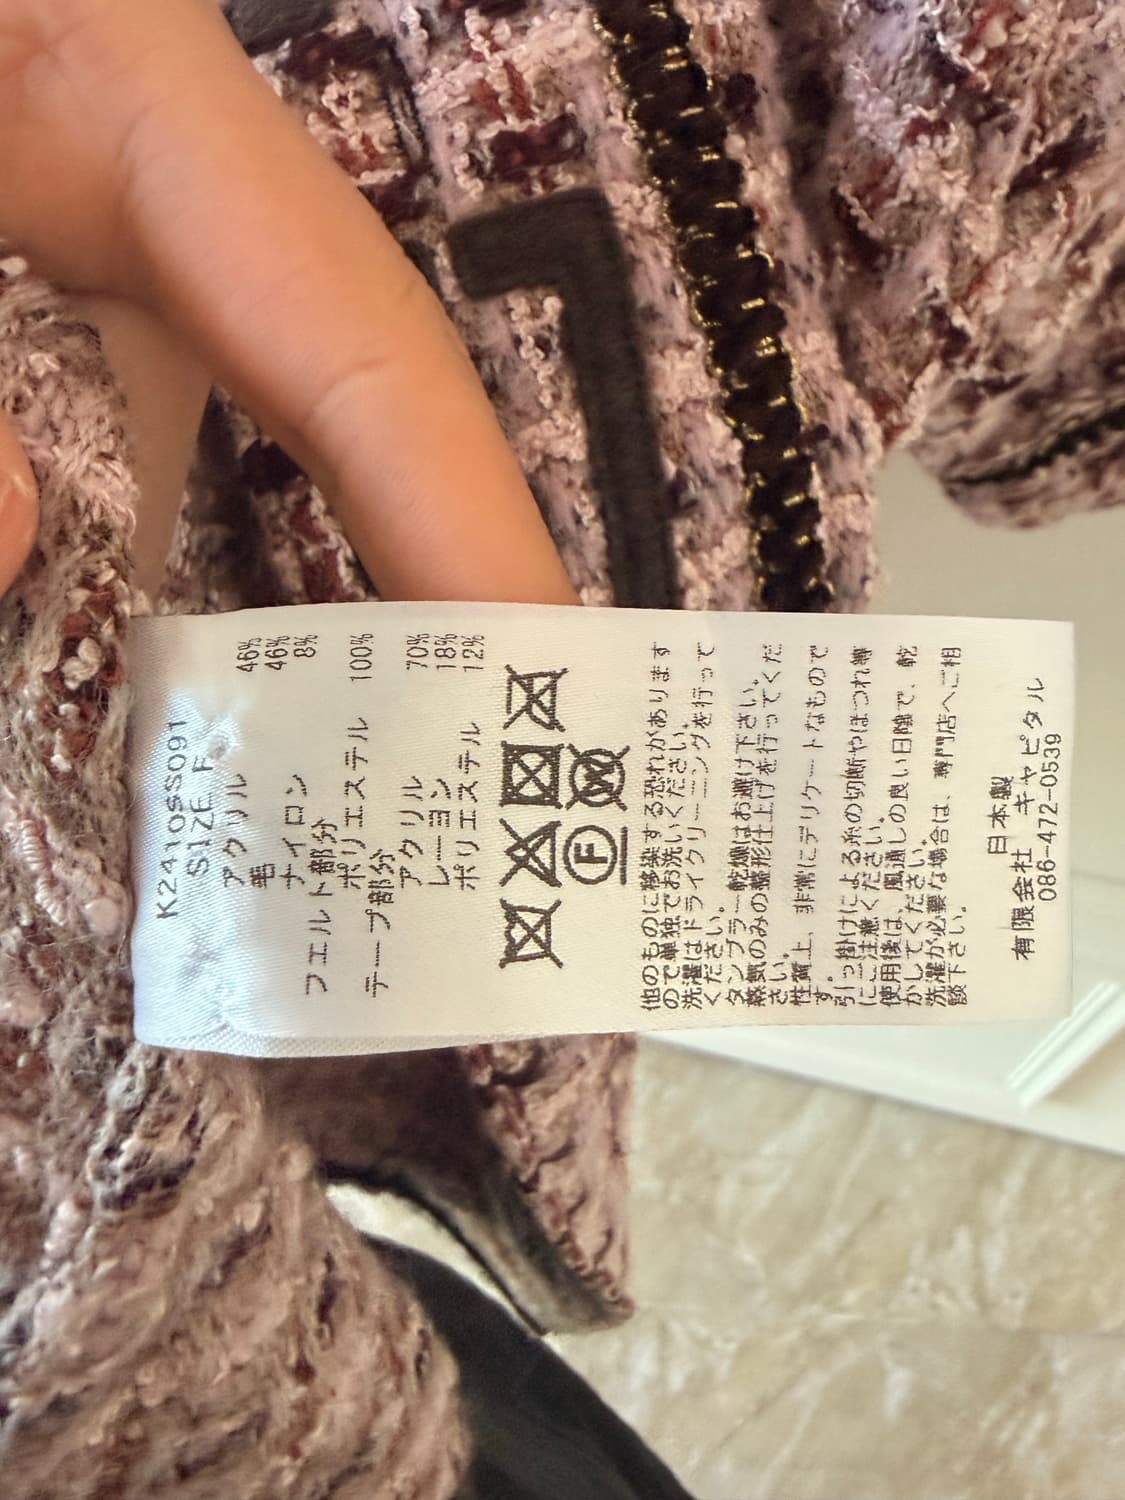 K2410SS091
SIZE F
アクリル 46%
毛 46%
ナイロン 8%
フェルト部分
ポリエステル 100%
テープ部分
アクリル 70%
レーヨン 18%
ポリエステル 12%
F
W
他のものに移染する恐れがあります
ので単独でお洗いください。
洗濯はドライクリーニングを行って
ください。
タンブラー乾燥はお避け下さい。
蒸気のみの整形仕上げを行ってくだ
さい。
性質上、非常にデリケートなもので
す。
引っ掛けによる糸の切断やほつれ等
にご注意ください。
使用後は、風通しの良い日陰で、乾
かしてください。
洗濯が必要な場合は、専門店へご相
談下さい。
日本製
有限会社 キャピタル
086-472-0539